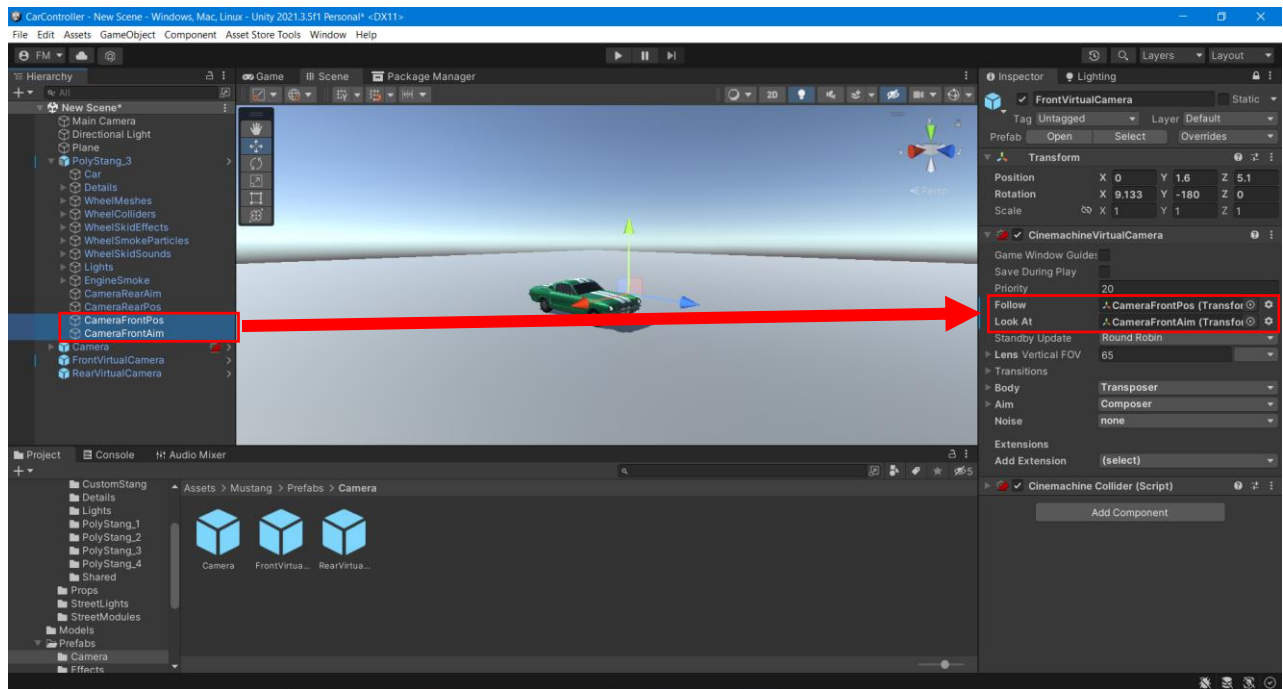 CarController - New Scene - Windows, Mac, Linux - Unity 2021.3.5f1 Personal* <DX11>
File Edit Assets GameObject Component Asset Store Tools Window Help
FM Layers Layout
Hierarchy Game Scene Package Manager Inspector Lighting
All 2D
New Scene*
Main Camera
Directional Light
Plane
PolyStang_3
Car
Details
WheelMeshes
WheelColliders
WheelSkidEffects
WheelSmokeParticles
WheelSkidSounds
Lights
EngineSmoke
CameraRearAim
CameraRearPos
CameraFrontPos
CameraFrontAim
Camera
FrontVirtualCamera
RearVirtualCamera
y
z
< Persp
FrontVirtualCamera Static
Tag Untagged Layer Default
Prefab Open Select Overrides
Transform
Position X 0 Y 1.6 Z 5.1
Rotation X 9.133 Y -180 Z 0
Scale X 1 Y 1 Z 1
CinemachineVirtualCamera
Game Window Guides
Save During Play
Priority 20
Follow CameraFrontPos (Transfor
Look At CameraFrontAim (Transfor
Standby Update Round Robin
Lens Vertical FOV 65
Transitions
Body Transposer
Aim Composer
Noise none
Extensions
Add Extension (select)
Cinemachine Collider (Script)
Add Component
Project Console Audio Mixer
5
CustomStang
Details
Lights
PolyStang_1
PolyStang_2
PolyStang_3
PolyStang_4
Shared
Props
StreetLights
StreetModules
Models
Prefabs
Camera
Effects
Assets > Mustang > Prefabs > Camera
Camera FrontVirtua... RearVirtua...